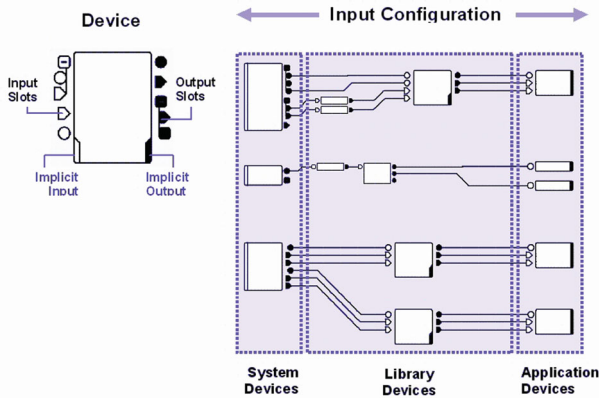 Device
Input Configuration
Input
Slots
Output
Slots
Implicit
Input
Implicit
Output
System
Devices
Library
Devices
Application
Devices